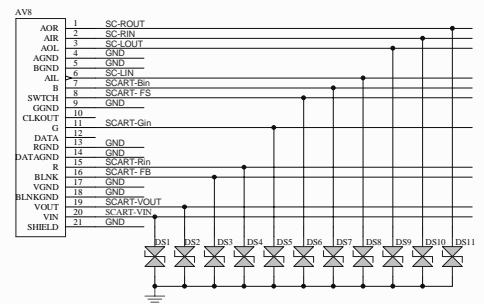 AV8
AOR 1 SC-ROUT
AIR 2 SC-RIN
AOL 3 SC-LOUT
AGND 4 GND
BGND 5 GND
AIL 6 SC-LIN
B 7 SCART-Bin
SWTCH 8 SCART- FS
GGND 9 GND
CLKOUT 10
G 11 SCART-Gin
DATA 12
RGND 13 GND
DATAGND 14 GND
R 15 SCART-Rin
BLNK 16 SCART- FB
VGND 17 GND
BLNKGND 18 GND
VOUT 19 SCART-VOUT
VIN 20 SCART-VIN
SHIELD 21 GND
DS1 DS2 DS3 DS4 DS5 DS6 DS7 DS8 DS9 DS10 DS11